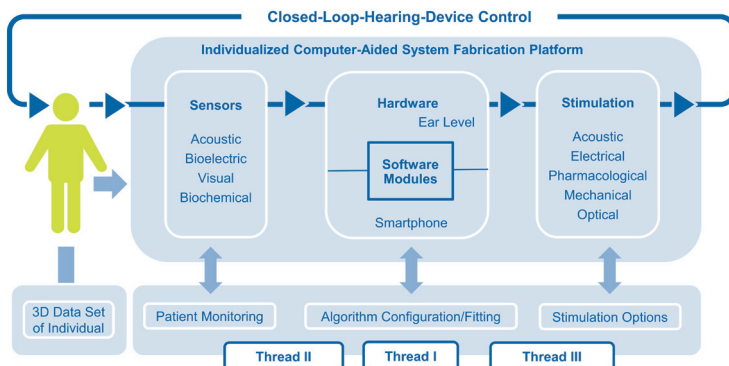 Closed-Loop-Hearing-Device Control
Individualized Computer-Aided System Fabrication Platform
Sensors
Acoustic
Bioelectric
Visual
Biochemical
Hardware
Ear Level
Software
Modules
Smartphone
Stimulation
Acoustic
Electrical
Pharmacological
Mechanical
Optical
3D Data Set
of Individual
Patient Monitoring
Algorithm Configuration/Fitting
Stimulation Options
Thread II
Thread I
Thread III